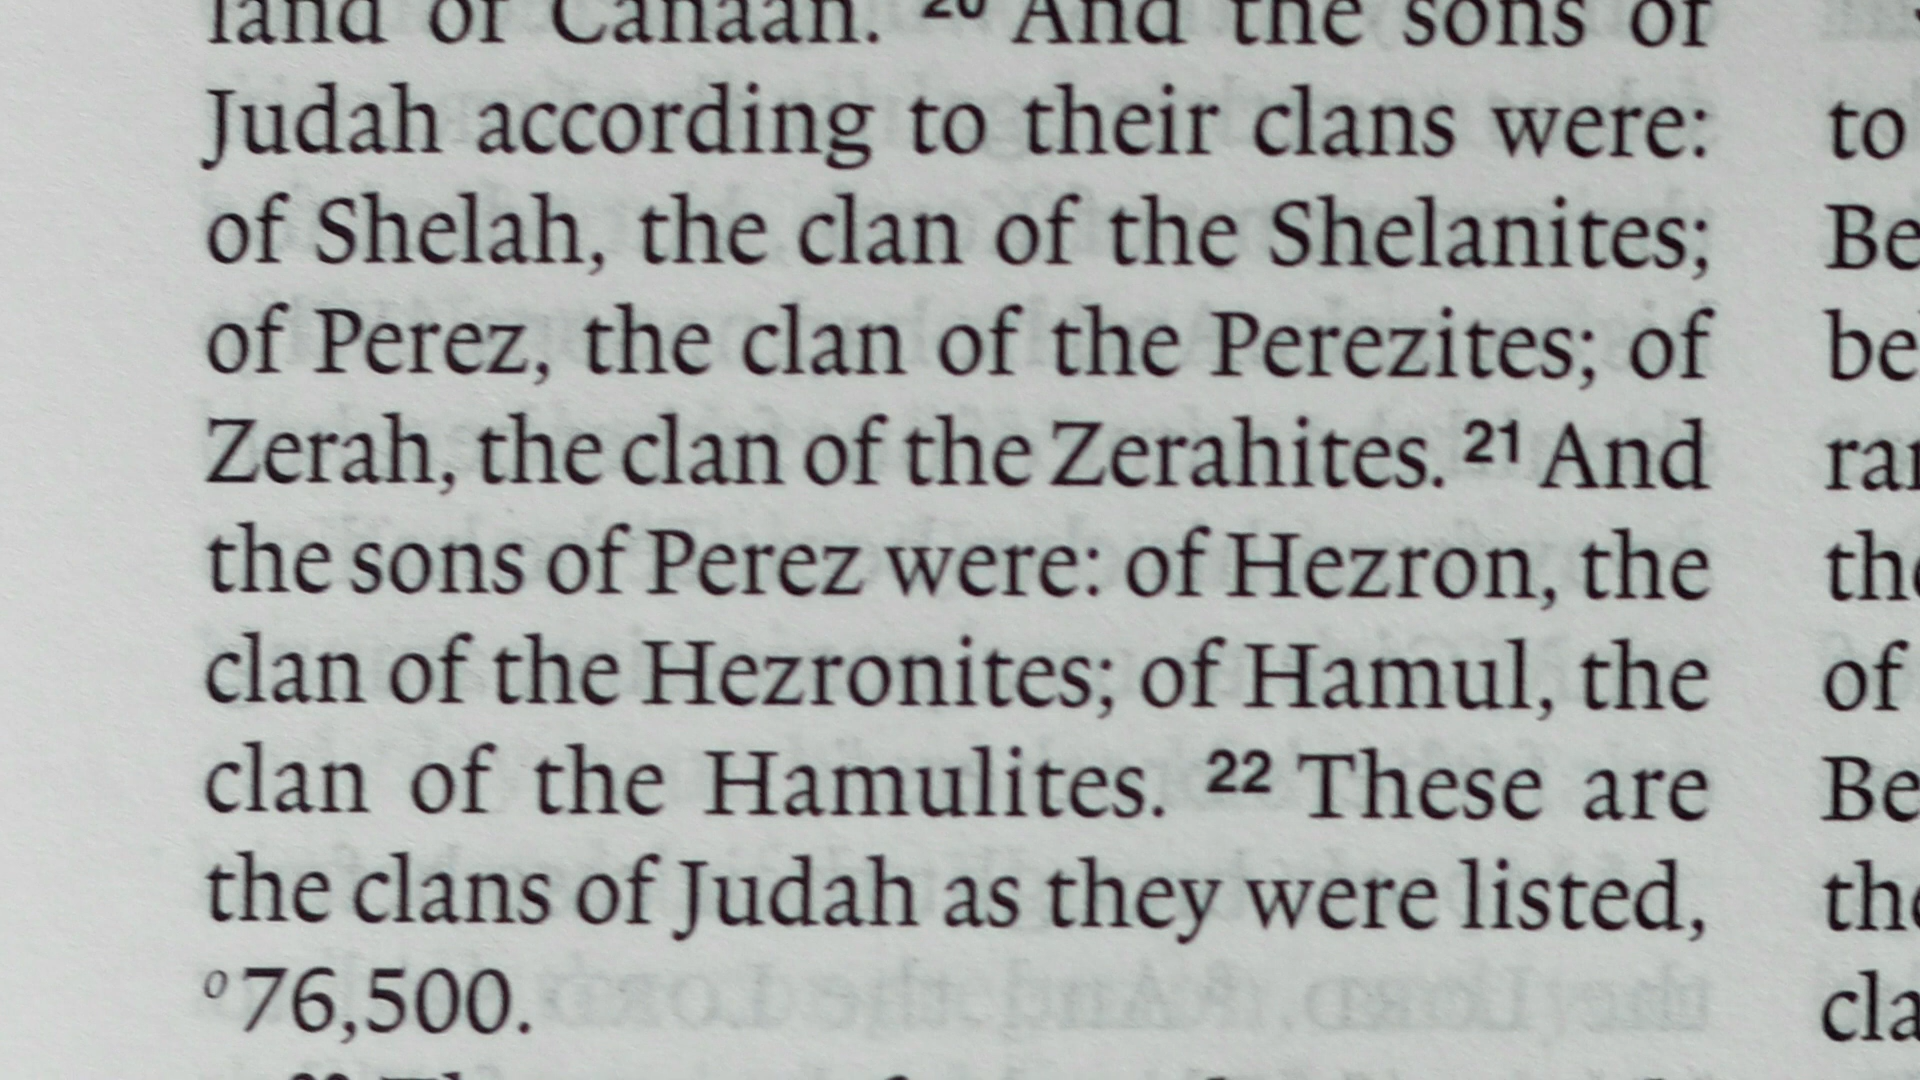 land of Canaan. 20 And the sons of
Judah according to their clans were:
of Shelah, the clan of the Shelanites;
of Perez, the clan of the Perezites; of
Zerah, the clan of the Zerahites. 21 And
the sons of Perez were: of Hezron, the
clan of the Hezronites; of Hamul, the
clan of the Hamulites. 22 These are
the clans of Judah as they were listed,
o76,500.
to
of